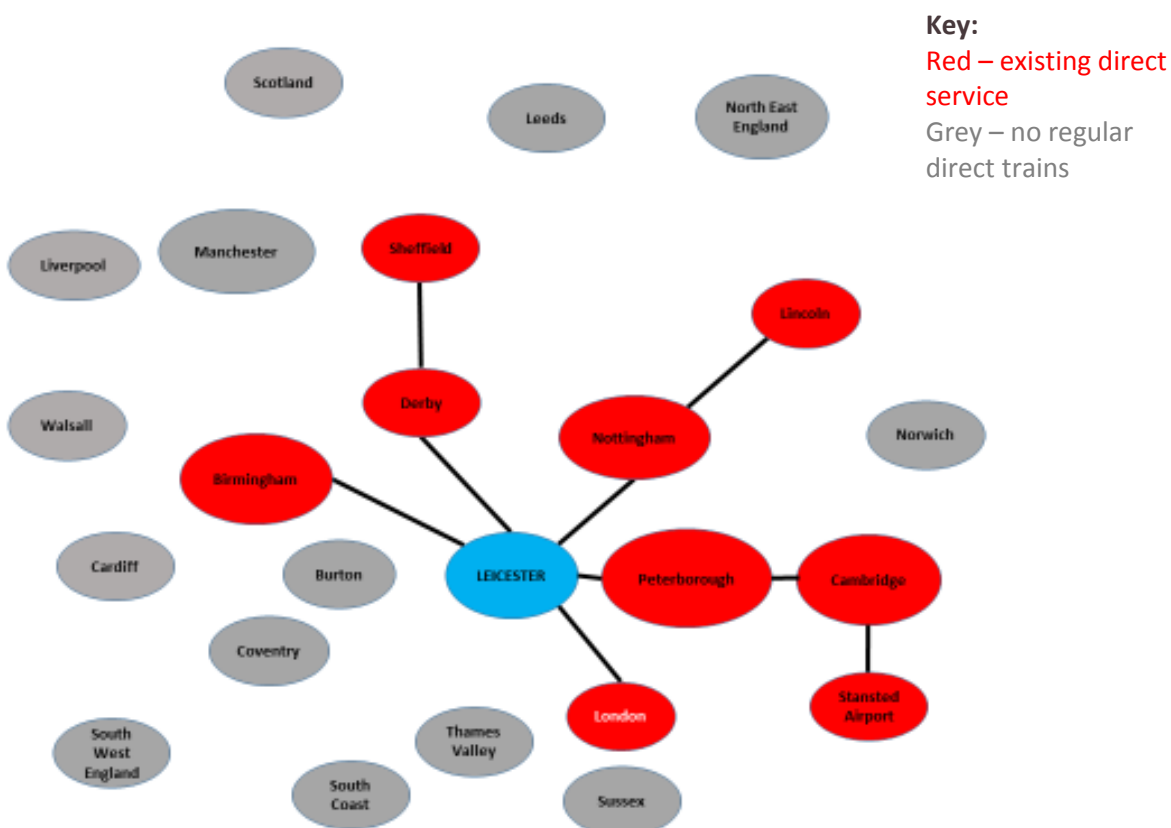 Key:
Red – existing direct
service
Grey – no regular
direct trains
Scotland
Leeds
North East
England
Sheffield
Manchester
Liverpool
Lincoln
Derby
Walsall
Nottingham
Norwich
Birmingham
Cardiff
Burton
LEICESTER
Peterborough
Cambridge
Coventry
London
Stansted
Airport
South
West
England
Thames
Valley
South
Coast
Sussex